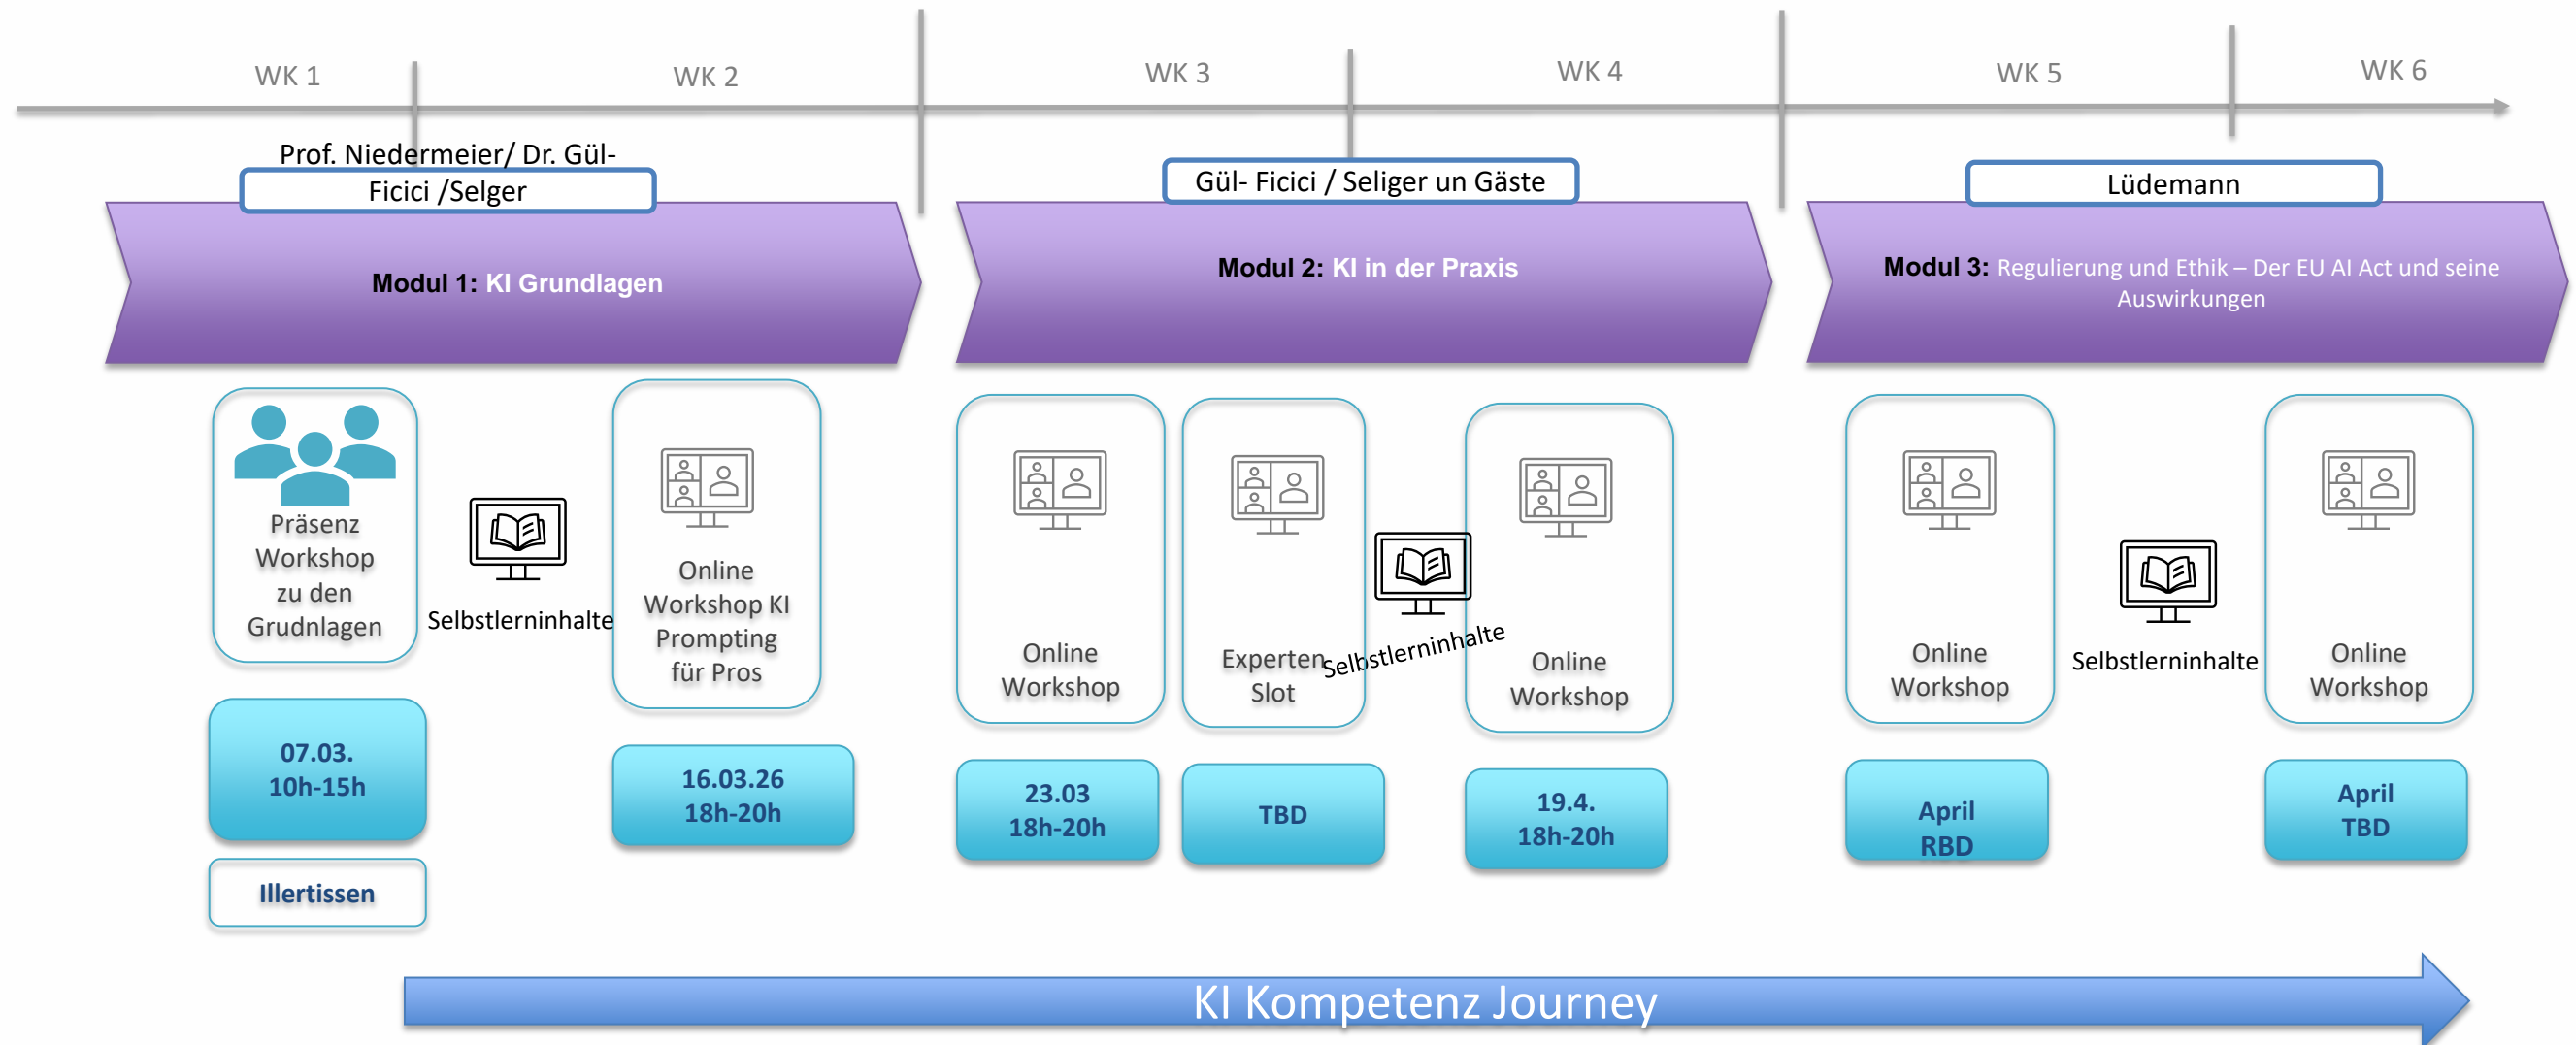 WK 1
WK 2
WK 3
WK 4
WK 5
WK 6
Prof. Niedermeier/ Dr. Gül-
Ficici /Selger
Gül- Ficici / Seliger un Gäste
Lüdemann
Modul 1: KI Grundlagen
Modul 2: KI in der Praxis
Modul 3: Regulierung und Ethik – Der EU AI Act und seine
Auswirkungen
Präsenz
Workshop
zu den
Grudnlagen
Selbstlerninhalte
Online
Workshop KI
Prompting
für Pros
Online
Workshop
Experten
Slot
Selbstlerninhalte
Online
Workshop
Online
Workshop
Selbstlerninhalte
Online
Workshop
07.03.
10h-15h
16.03.26
18h-20h
23.03
18h-20h
TBD
19.4.
18h-20h
April
RBD
April
TBD
Illertissen
KI Kompetenz Journey